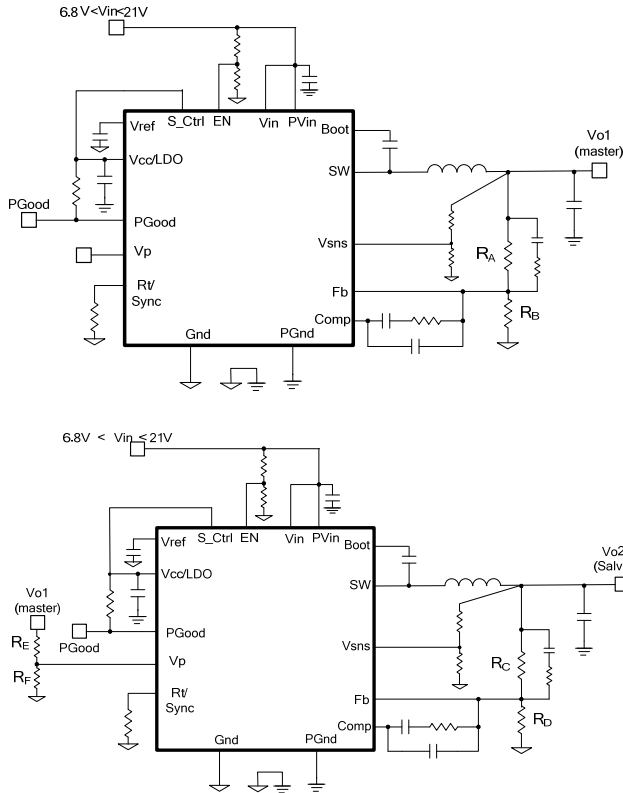 6.8V<Vin<21V
S_Ctrl EN Vin PVin
Vref
Boot
Vcc/LDO
SW
Vo1
(master)
PGood
PGood
Vsns
Vp
RA
Rt/
Sync
Fb
RB
Comp
Gnd
PGnd
6.8V < Vin < 21V
S_Ctrl EN Vin PVin
Vref
Boot
Vcc/LDO
SW
Vo2
(Salv
Vo1
(master)
RE
PGood
PGood
Vsns
RF
Vp
RC
Rt/
Sync
Fb
RD
Comp
Gnd
PGnd